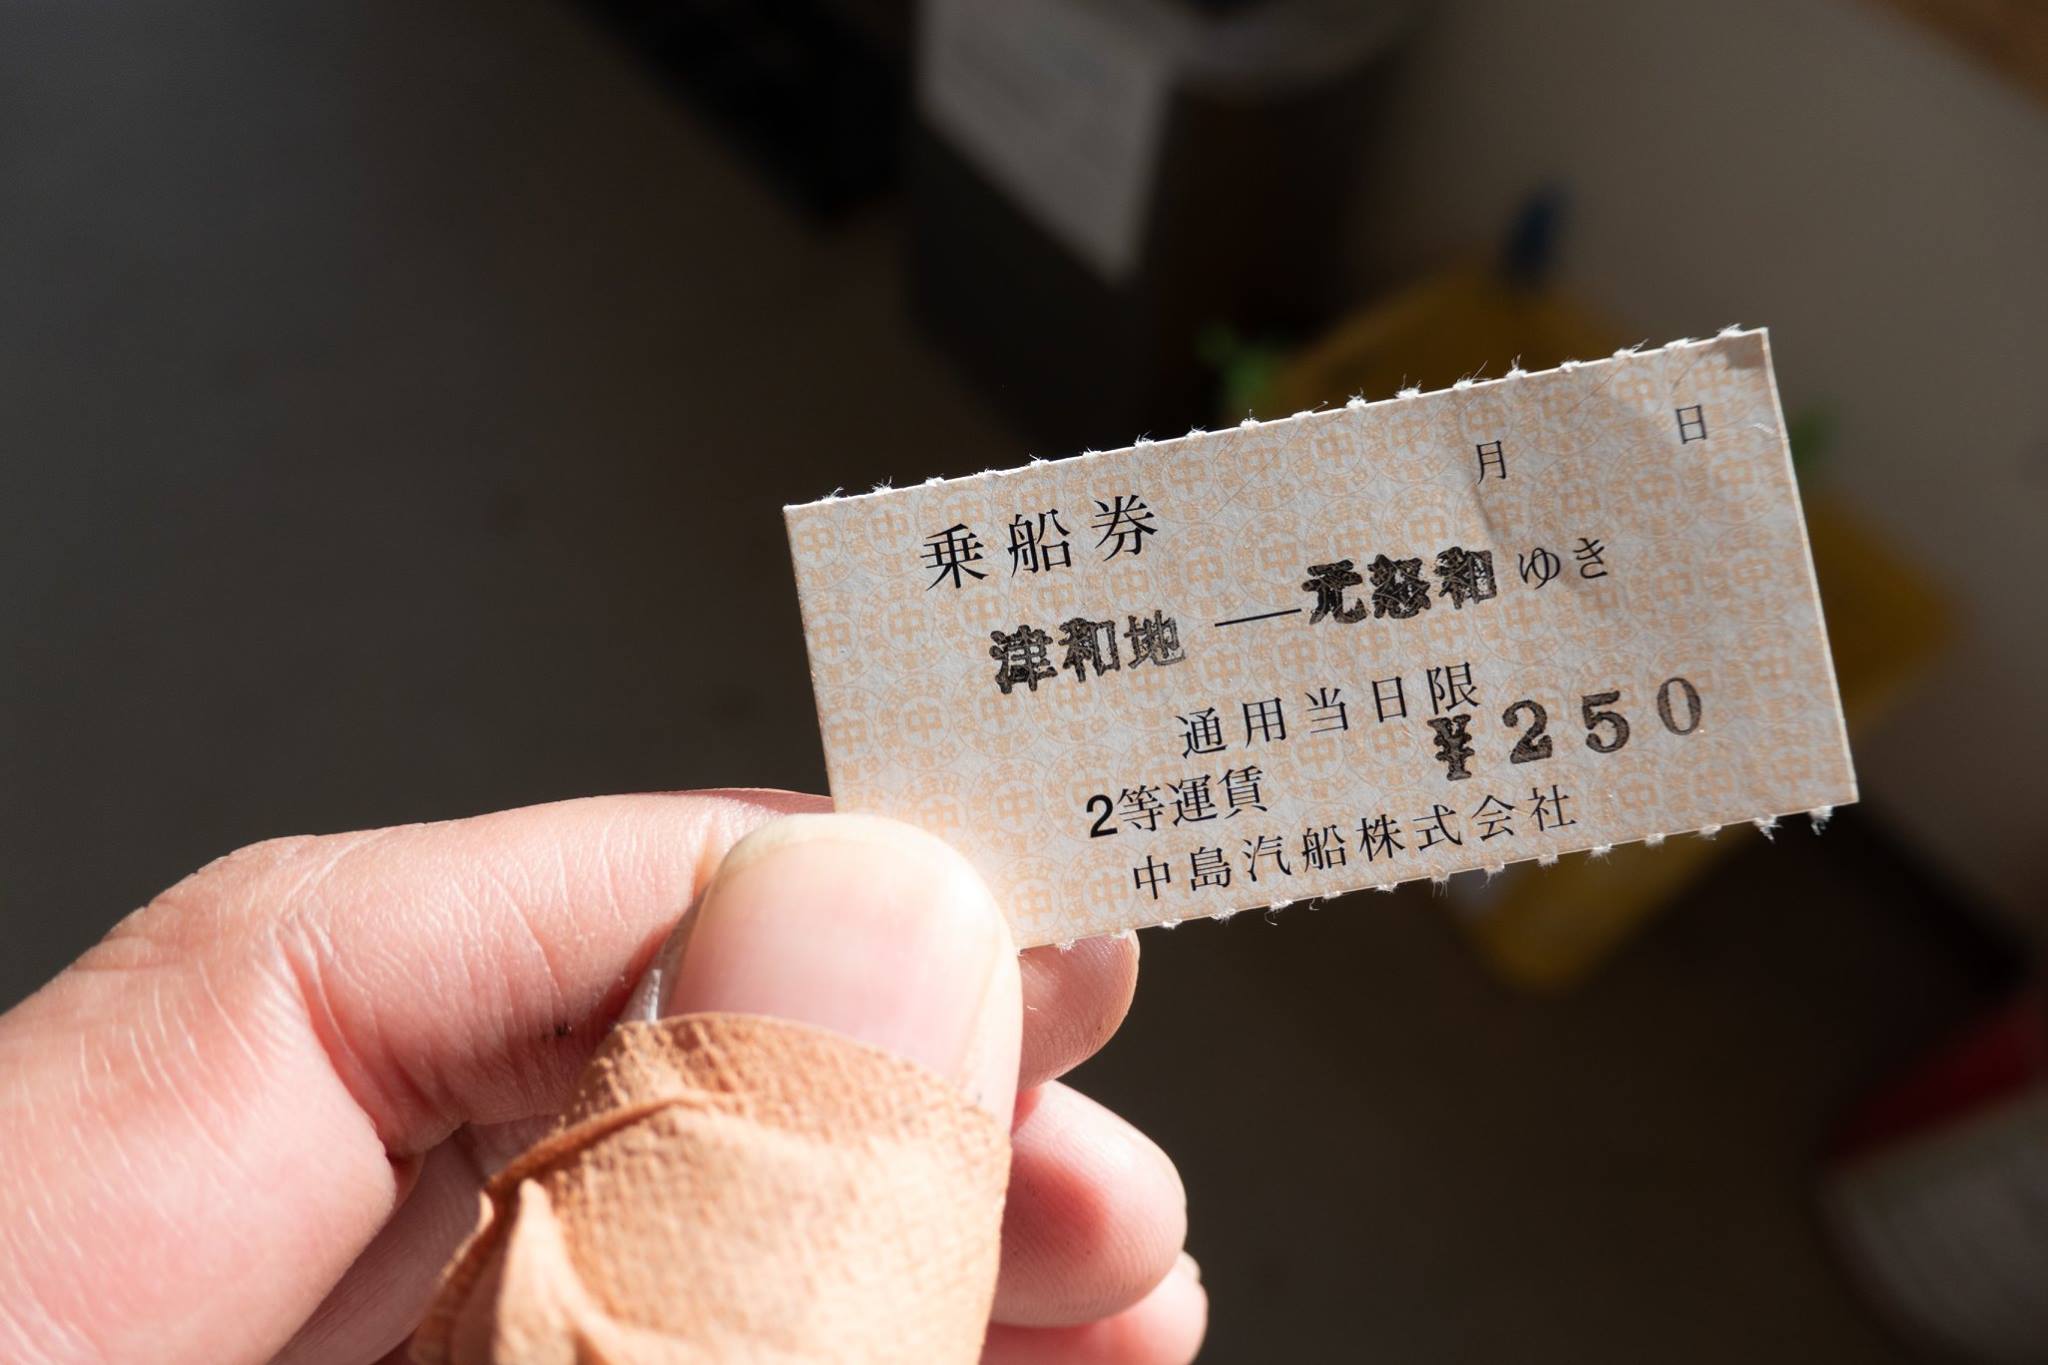 月 日
乗船券
津和地―元怒和ゆき
通用当日限
¥250
2等運賃
中島汽船株式会社